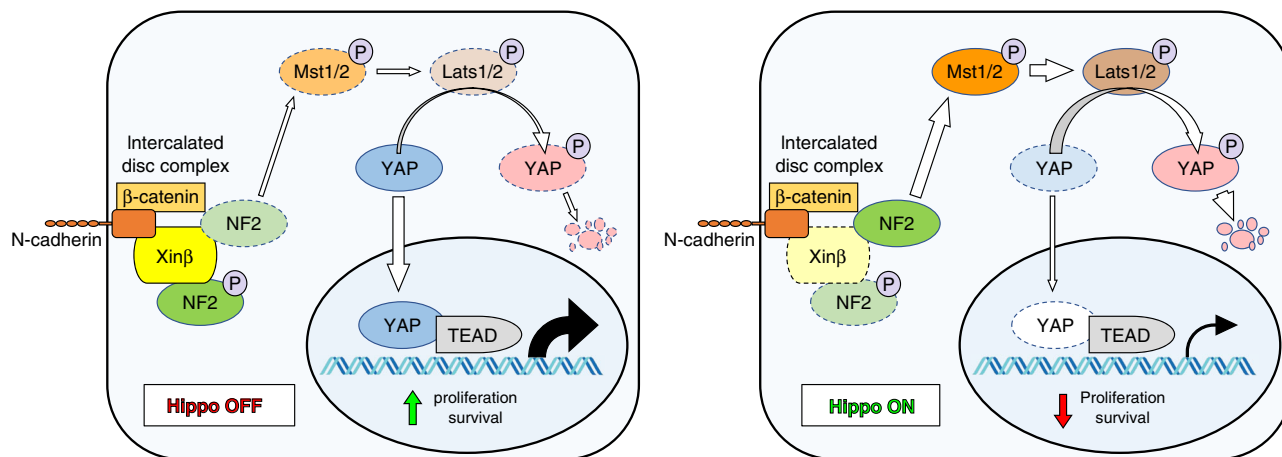 P
Mst1/2
P
Lats1/2
Intercalated
disc complex
β-catenin
N-cadherin
NF2
Xinβ
P
NF2
YAP
P
YAP
YAP
TEAD
Hippo OFF
proliferation
survival
P
Mst1/2
P
Lats1/2
Intercalated
disc complex
β-catenin
N-cadherin
NF2
Xinβ
P
NF2
YAP
P
YAP
YAP
TEAD
Hippo ON
Proliferation
survival